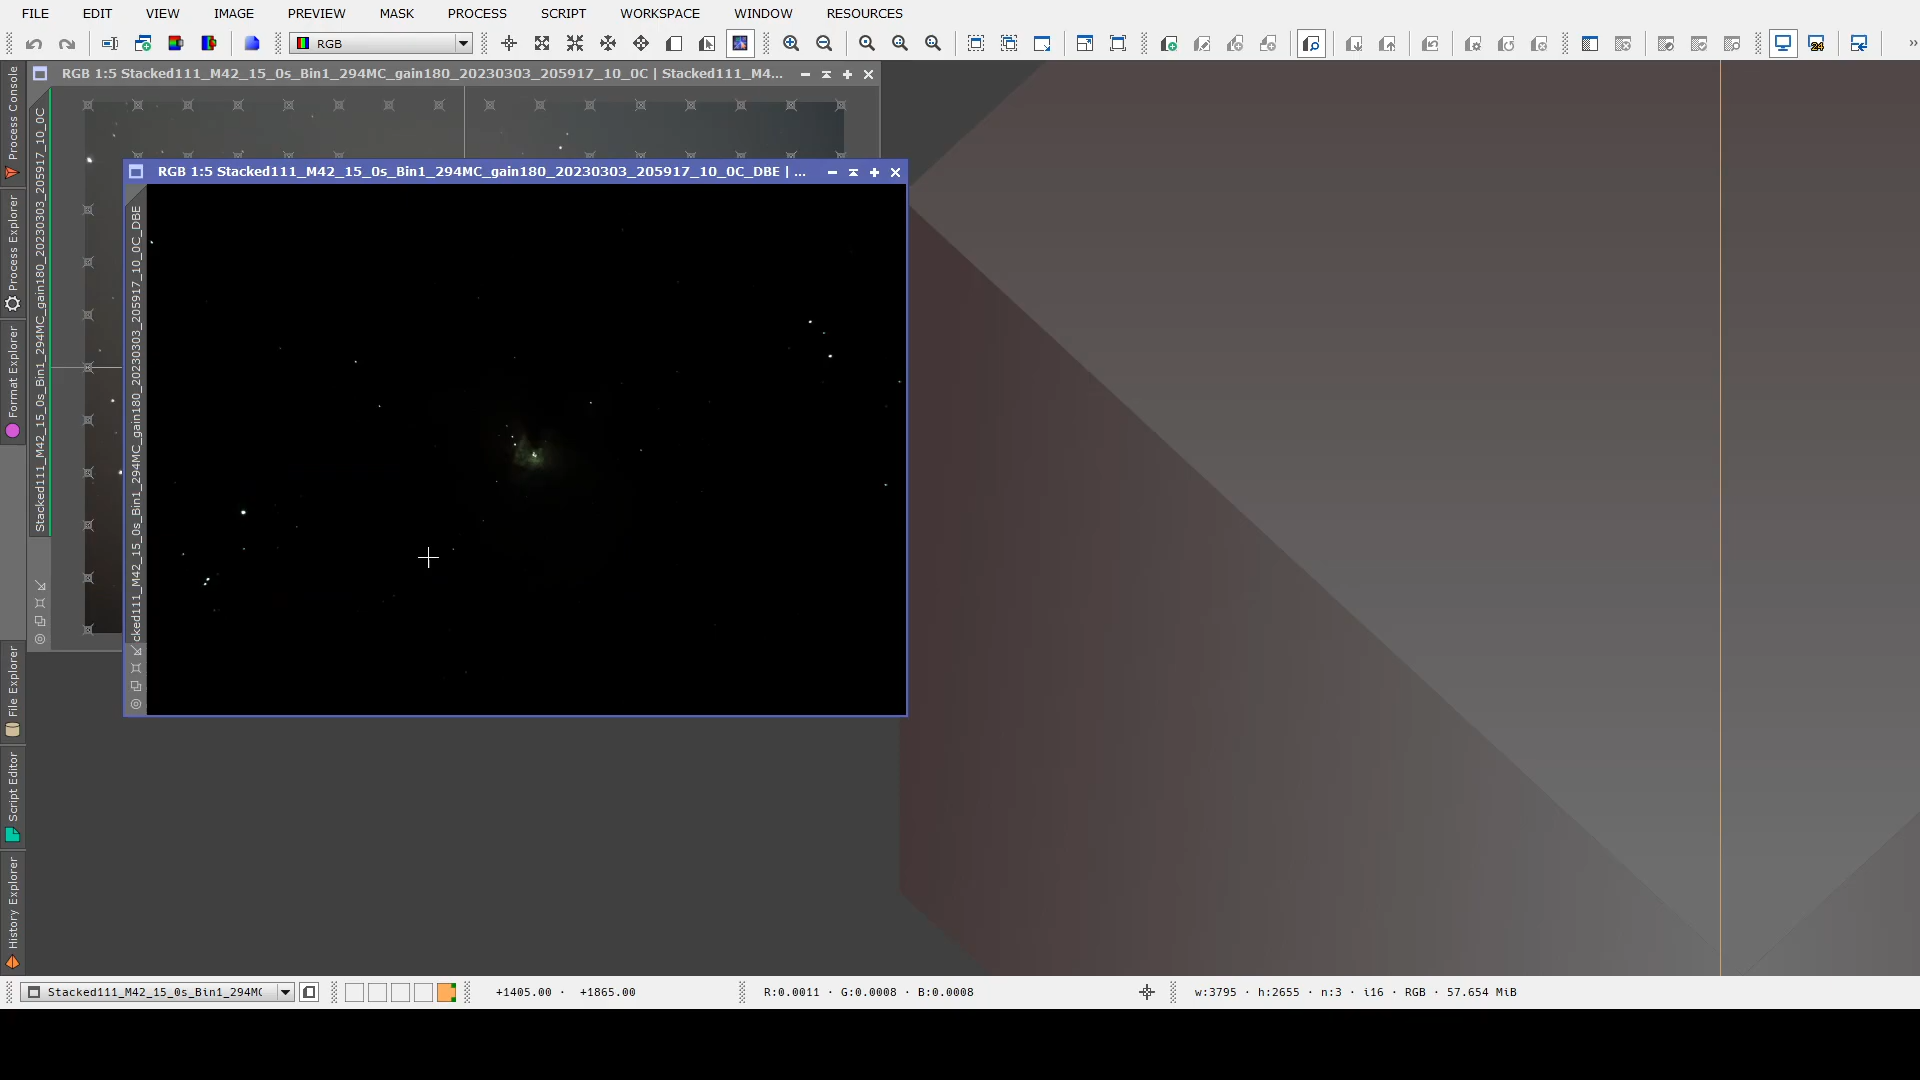 FILE EDIT VIEW IMAGE PREVIEW MASK PROCESS SCRIPT WORKSPACE WINDOW RESOURCES
RGB
24
RGB 1:5 Stacked111_M42_15_0s_Bin1_294MC_gain180_20230303_205917_10_0C | Stacked111_M4...
RGB 1:5 Stacked111_M42_15_0s_Bin1_294MC_gain180_20230303_205917_10_0C_DBE | ...
Process Console
Process Explorer
Format Explorer
File Explorer
Script Editor
History Explorer
Stacked111_M42_15_0s_Bin1_294MC_gain180_20230303_205917_10_0C
cked111_M42_15_0s_Bin1_294MC_gain180_20230303_205917_10_0C_DBE
Stacked111_M42_15_0s_Bin1_294MC
+1405.00 · +1865.00
R:0.0011 · G:0.0008 · B:0.0008
w:3795 · h:2655 · n:3 · i16 · RGB · 57.654 MiB